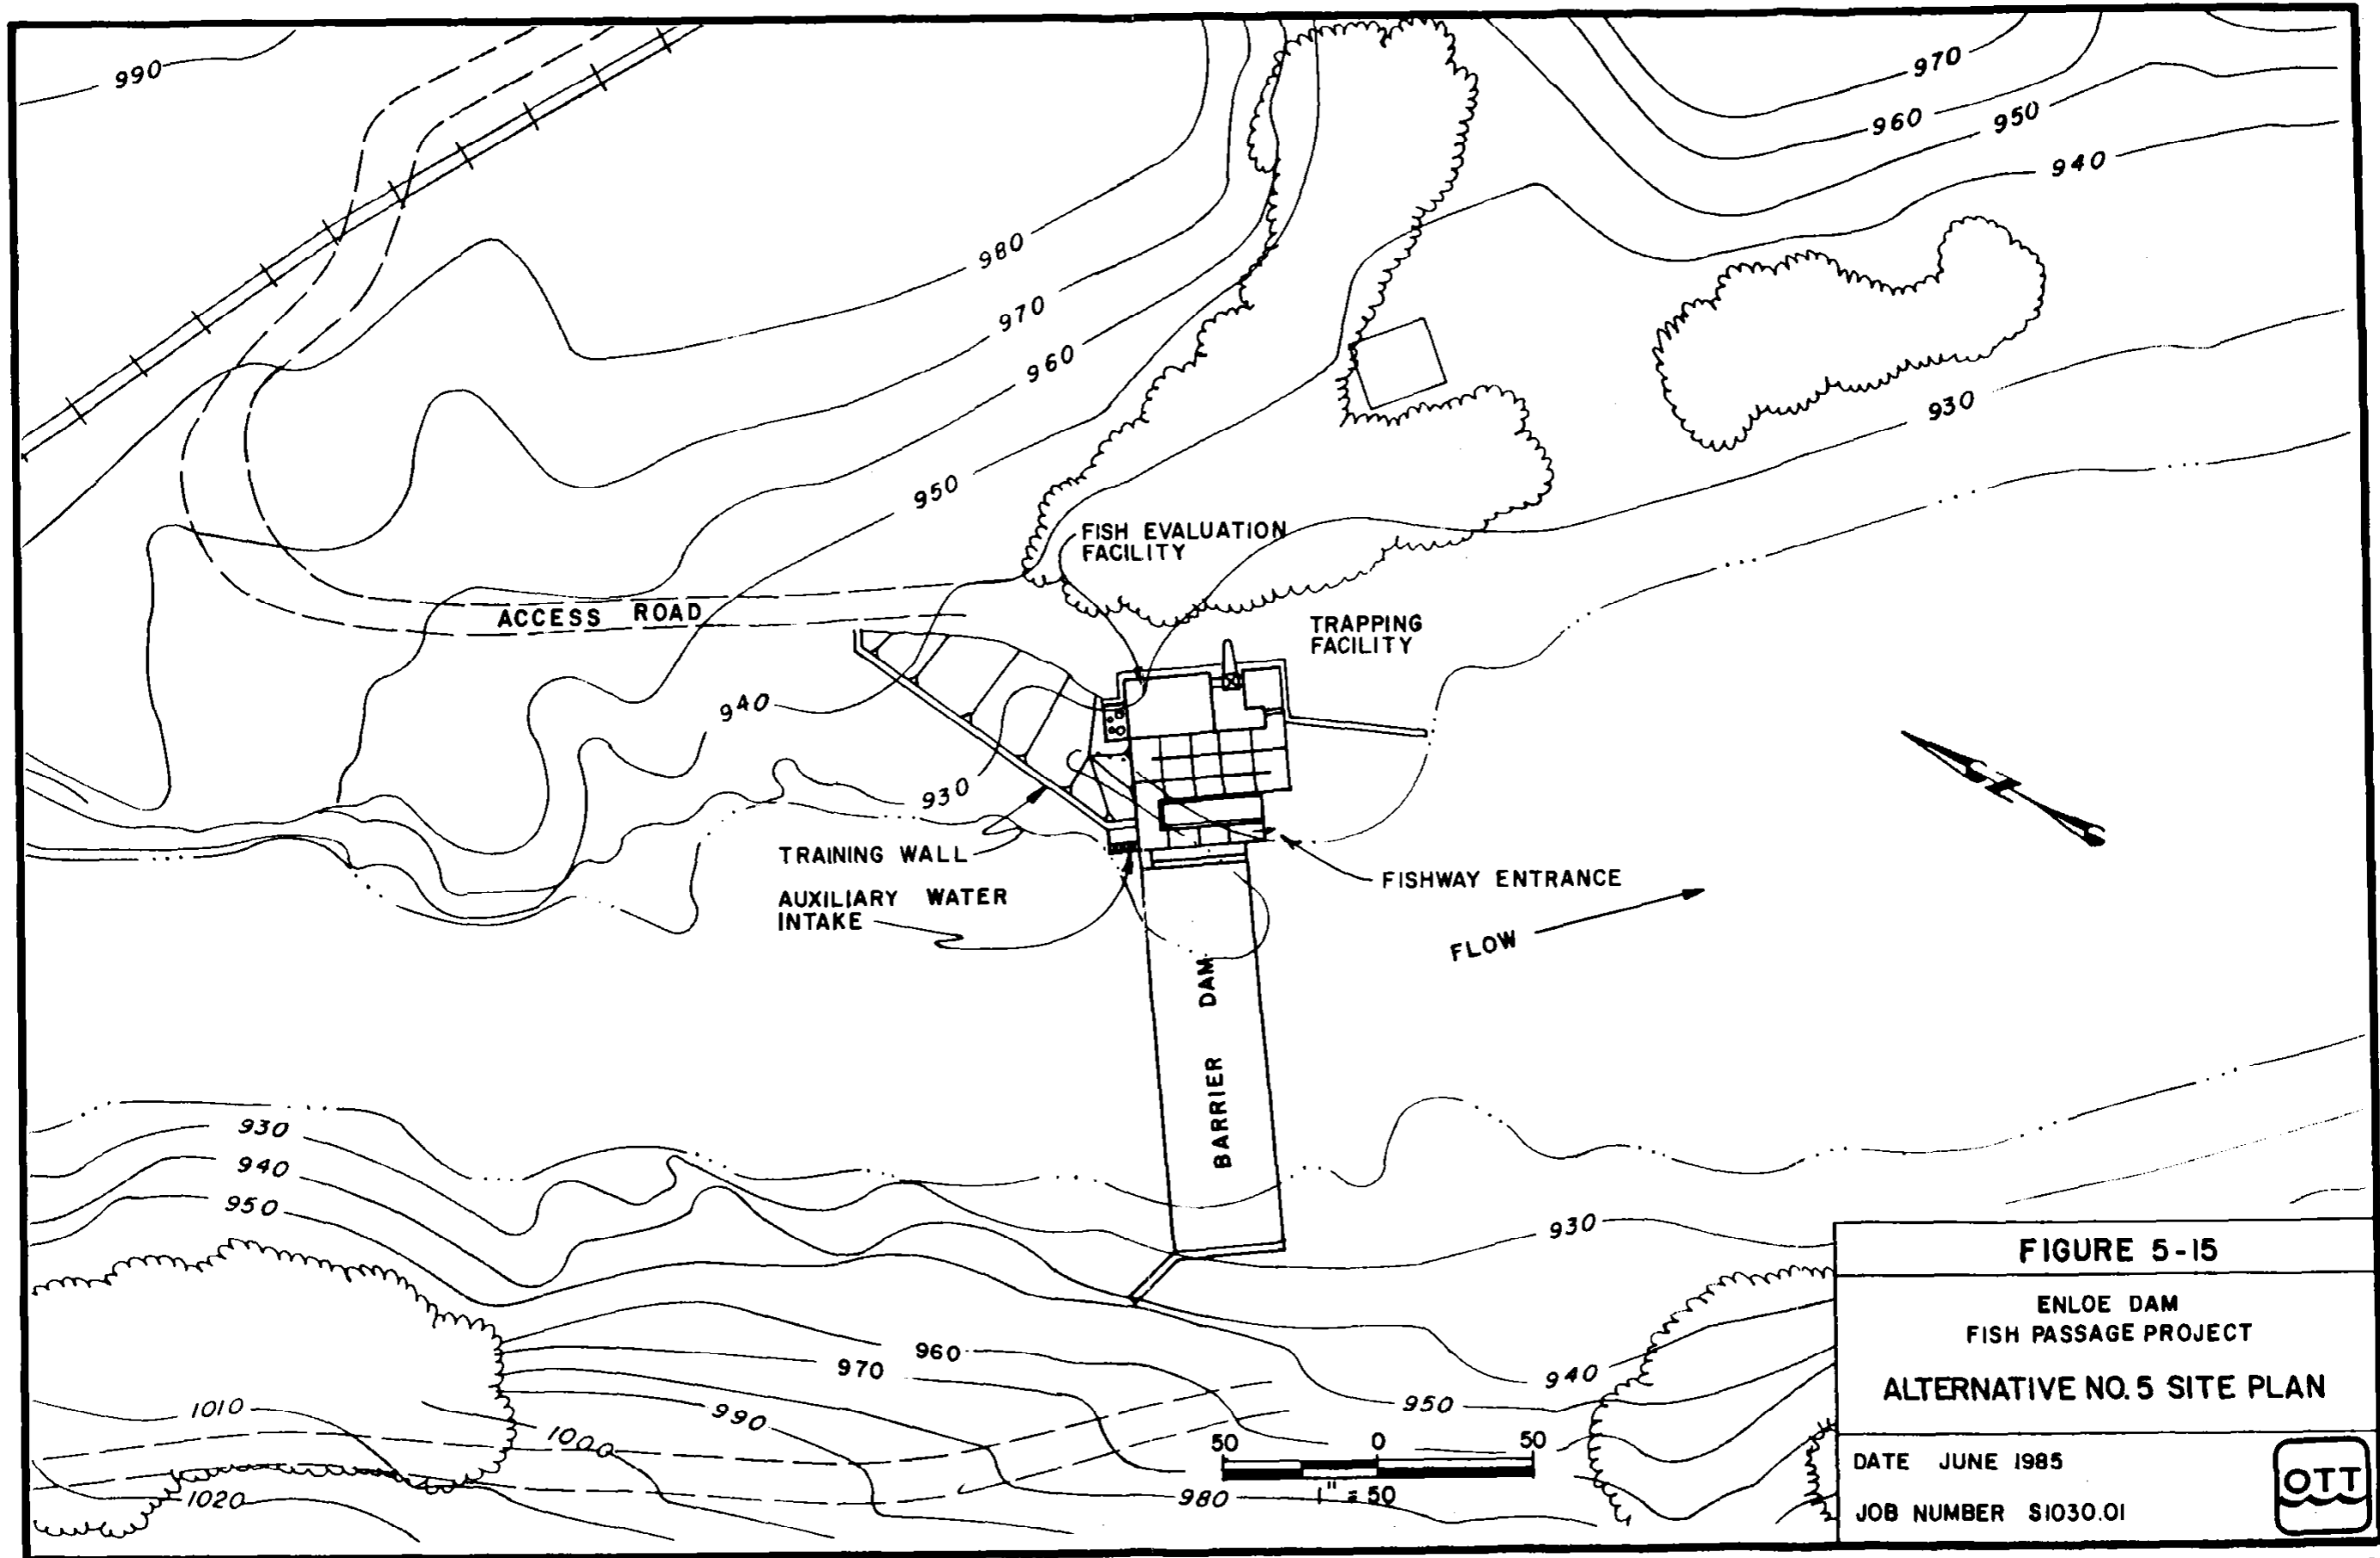 990
970
960
950
940
980
970
960
950
930
FISH EVALUATION
FACILITY
ACCESS ROAD
TRAPPING
FACILITY
940
930
TRAINING WALL
AUXILIARY WATER
INTAKE
FISHWAY ENTRANCE
FLOW
BARRIER DAM
930
940
950
930
960
970
940
950
990
1010
1000
1020
980
50 0 50
1" = 50
FIGURE 5-15
ENLOE DAM
FISH PASSAGE PROJECT
ALTERNATIVE NO. 5 SITE PLAN
DATE JUNE 1985
JOB NUMBER S1030.01
OTT